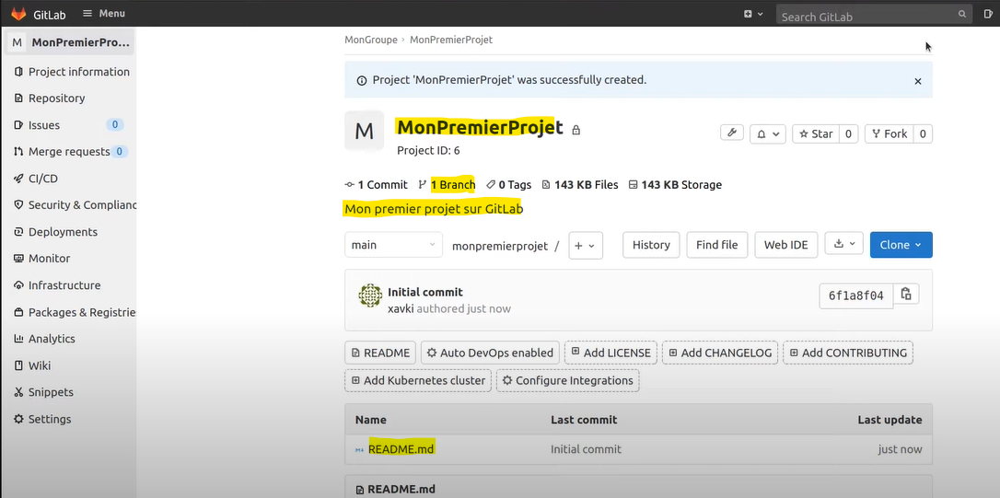 GitLab Menu Search GitLab
M MonPremierPro...
Project information
Repository
Issues 0
Merge requests 0
CI/CD
Security & Complianc
Deployments
Monitor
Infrastructure
Packages & Registrie
Analytics
Wiki
Snippets
Settings
MonGroupe › MonPremierProjet
Project 'MonPremierProjet' was successfully created.
M MonPremierProjet
Project ID: 6
Star 0 Fork 0
1 Commit 1 Branch 0 Tags 143 KB Files 143 KB Storage
Mon premier projet sur GitLab
main monpremierprojet / + History Find file Web IDE Clone
Initial commit
xavki authored just now
6f1a8f04
README Auto DevOps enabled Add LICENSE Add CHANGELOG Add CONTRIBUTING
Add Kubernetes cluster Configure Integrations
Name Last commit Last update
README.md Initial commit just now
README.md